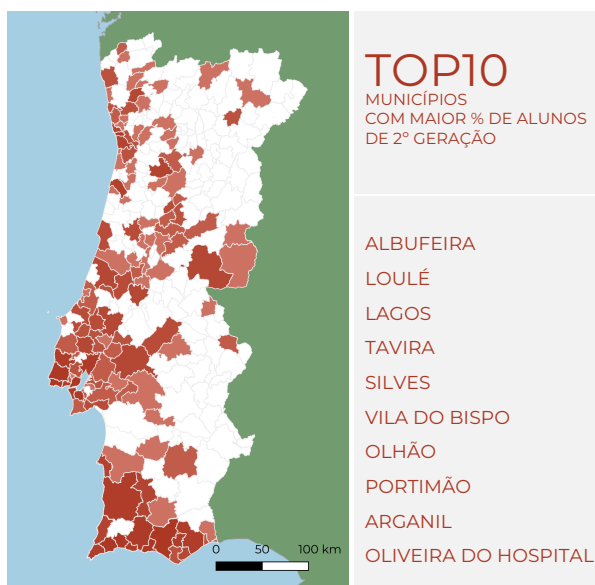 TOP10
MUNICÍPIOS
COM MAIOR % DE ALUNOS
DE 2º GERAÇÃO
ALBUFEIRA
LOULÉ
LAGOS
TAVIRA
SILVES
VILA DO BISPO
OLHÃO
PORTIMÃO
ARGANIL
OLIVEIRA DO HOSPITAL
0 50 100 km